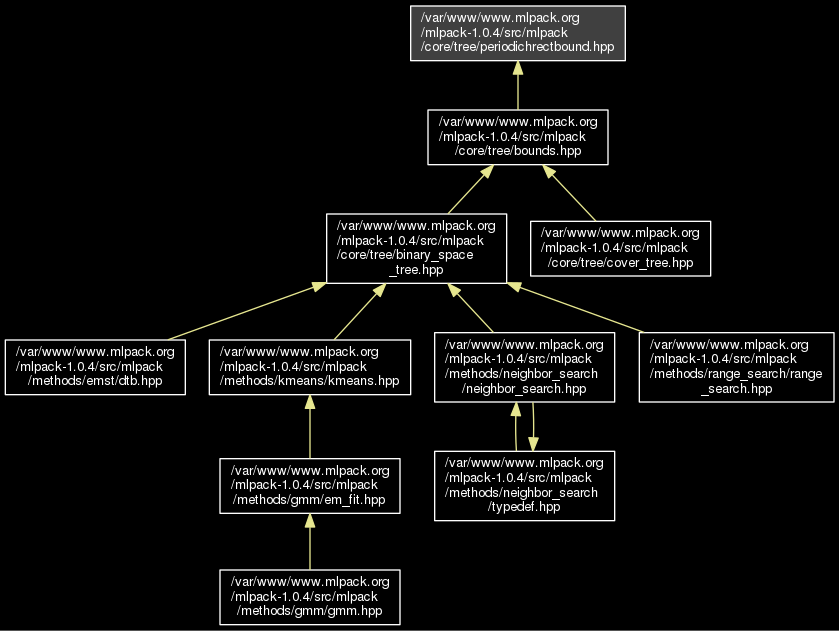 /var/www/www.mlpack.org
/mlpack-1.0.4/src/mlpack
/core/tree/periodichrectbound.hpp
/var/www/www.mlpack.org
/mlpack-1.0.4/src/mlpack
/core/tree/bounds.hpp
/var/www/www.mlpack.org
/mlpack-1.0.4/src/mlpack
/core/tree/binary_space
_tree.hpp
/var/www/www.mlpack.org
/mlpack-1.0.4/src/mlpack
/core/tree/cover_tree.hpp
/var/www/www.mlpack.org
/mlpack-1.0.4/src/mlpack
/methods/emst/dtb.hpp
/var/www/www.mlpack.org
/mlpack-1.0.4/src/mlpack
/methods/kmeans/kmeans.hpp
/var/www/www.mlpack.org
/mlpack-1.0.4/src/mlpack
/methods/neighbor_search
/neighbor_search.hpp
/var/www/www.mlpack.org
/mlpack-1.0.4/src/mlpack
/methods/range_search/range
_search.hpp
/var/www/www.mlpack.org
/mlpack-1.0.4/src/mlpack
/methods/gmm/em_fit.hpp
/var/www/www.mlpack.org
/mlpack-1.0.4/src/mlpack
/methods/neighbor_search
/typedef.hpp
/var/www/www.mlpack.org
/mlpack-1.0.4/src/mlpack
/methods/gmm/gmm.hpp